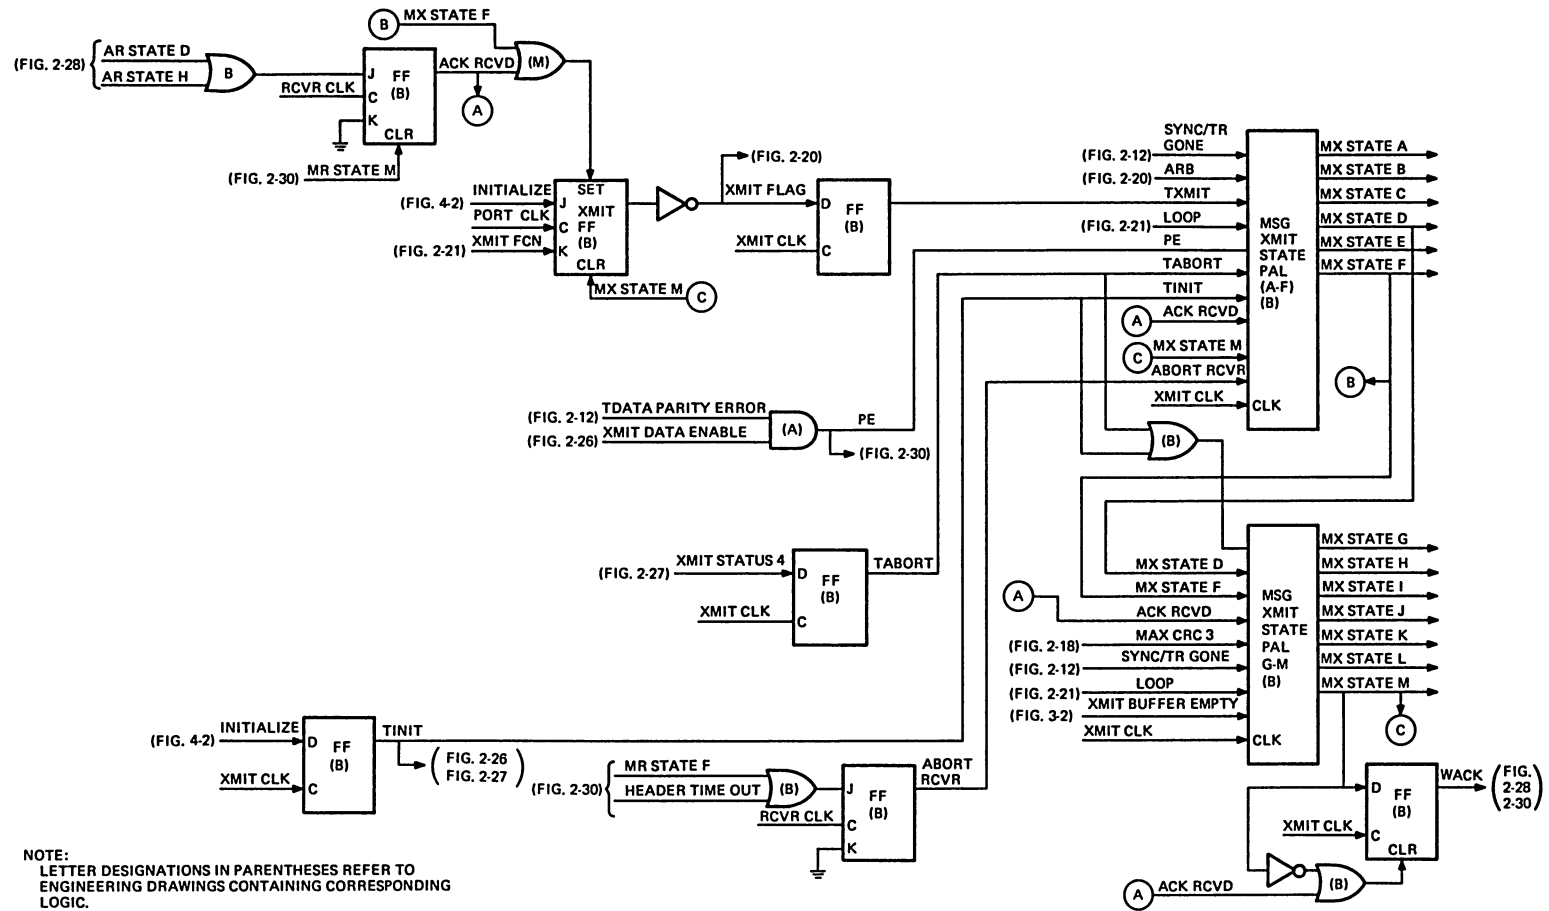 B
MX STATE F
(FIG. 2-28)
AR STATE D
AR STATE H
B
RCVR CLK
J
C
K
FF
(B)
CLR
ACK RCVD
(M)
A
(FIG. 2-30)
MR STATE M
(FIG. 4-2)
INITIALIZE
PORT CLK
(FIG. 2-21)
XMIT FCN
SET
J
C
K
XMIT
FF
(B)
CLR
MX STATE M
C
(FIG. 2-20)
XMIT FLAG
XMIT CLK
D
C
FF
(B)
(FIG. 2-12)
SYNC/TR
GONE
(FIG. 2-20)
ARB
TXMIT
(FIG. 2-21)
LOOP
PE
TABORT
TINIT
A
ACK RCVD
C
MX STATE M
ABORT RCVR
XMIT CLK
CLK
MSG
XMIT
STATE
PAL
(A-F)
(B)
MX STATE A
MX STATE B
MX STATE C
MX STATE D
MX STATE E
MX STATE F
B
(FIG. 2-12)
TDATA PARITY ERROR
(FIG. 2-26)
XMIT DATA ENABLE
(A)
PE
(FIG. 2-30)
(B)
(FIG. 2-27)
XMIT STATUS 4
XMIT CLK
D
C
FF
(B)
TABORT
A
MX STATE D
MX STATE F
ACK RCVD
(FIG. 2-18)
MAX CRC 3
(FIG. 2-12)
SYNC/TR GONE
(FIG. 2-21)
LOOP
(FIG. 3-2)
XMIT BUFFER EMPTY
XMIT CLK
CLK
MSG
XMIT
STATE
PAL
G-M
(B)
MX STATE G
MX STATE H
MX STATE I
MX STATE J
MX STATE K
MX STATE L
MX STATE M
C
(FIG. 4-2)
INITIALIZE
XMIT CLK
D
C
FF
(B)
TINIT
(FIG. 2-26
FIG. 2-27)
(FIG. 2-30)
MR STATE F
HEADER TIME OUT
(B)
RCVR CLK
J
C
K
FF
(B)
ABORT
RCVR
XMIT CLK
D
C
FF
(B)
CLR
WACK
(FIG.
2-28
2-30)
A
ACK RCVD
(B)
NOTE:
LETTER DESIGNATIONS IN PARENTHESES REFER TO
ENGINEERING DRAWINGS CONTAINING CORRESPONDING
LOGIC.